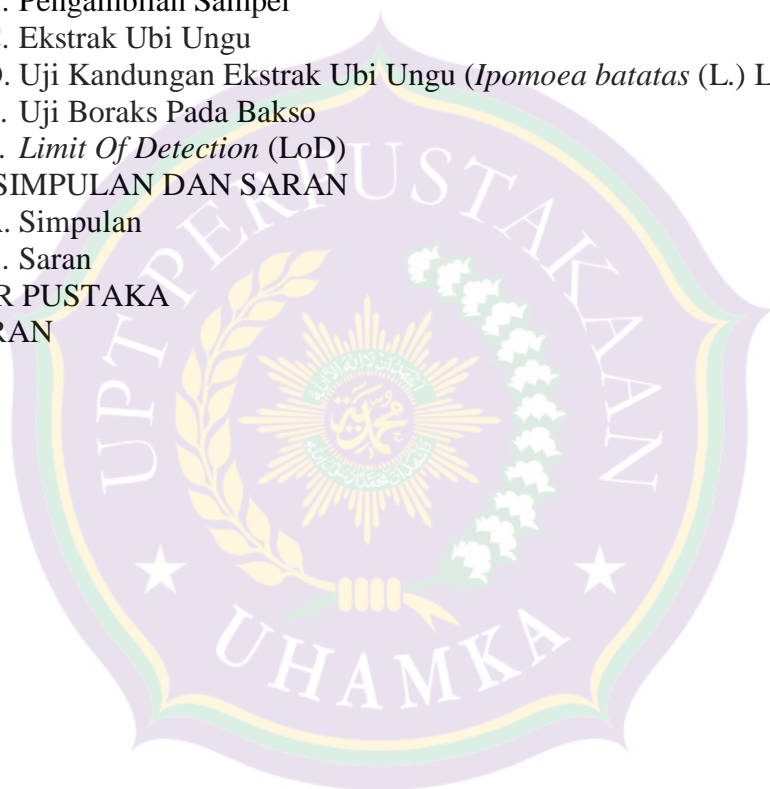 . Pengambilan Sampel
. Ekstrak Ubi Ungu
. Uji Kandungan Ekstrak Ubi Ungu (Ipomoea batatas (L.) L
. Uji Boraks Pada Bakso
. Limit Of Detection (LoD)
SIMPULAN DAN SARAN
. Simpulan
. Saran
R PUSTAKA
RAN
UPT PERPUSTAKAAN
محمدية
UHAMKA